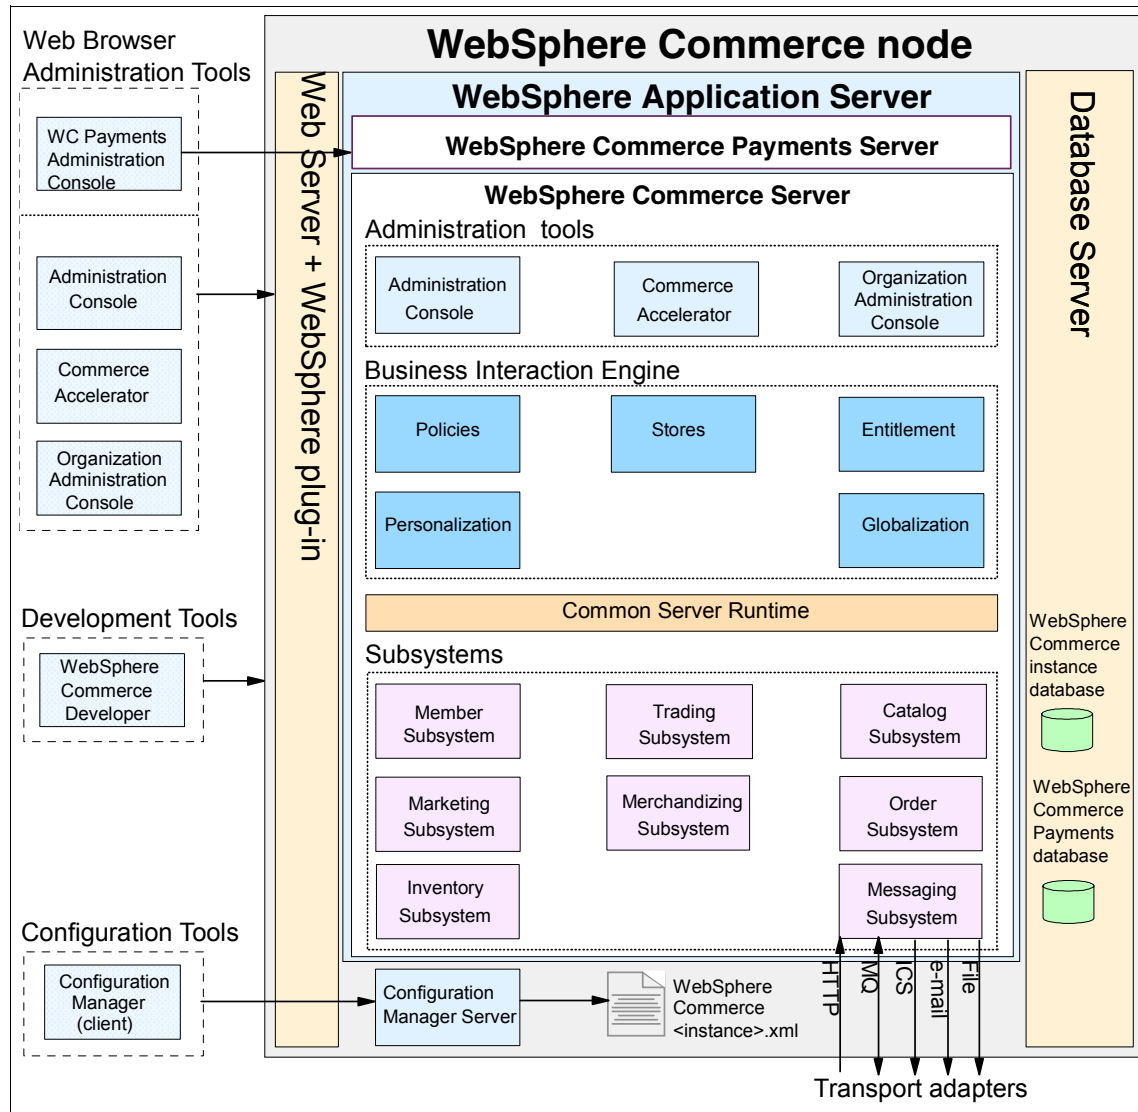 WebSphere Commerce node
Web Browser
Administration Tools
WC Payments
Administration
Console
Administration
Console
Commerce
Accelerator
Organization
Administration
Console
Development Tools
WebSphere
Commerce
Developer
Configuration Tools
Configuration
Manager
(client)
Web Server + WebSphere plug-in
WebSphere Application Server
WebSphere Commerce Payments Server
WebSphere Commerce Server
Administration tools
Administration
Console
Commerce
Accelerator
Organization
Administration
Console
Business Interaction Engine
Policies
Stores
Entitlement
Personalization
Globalization
Common Server Runtime
Subsystems
Member
Subsystem
Trading
Subsystem
Catalog
Subsystem
Marketing
Subsystem
Merchandizing
Subsystem
Order
Subsystem
Inventory
Subsystem
Messaging
Subsystem
Configuration
Manager Server
WebSphere
Commerce
<instance>.xml
HTTP
MQ
ICS
e-mail
File
Transport adapters
Database Server
WebSphere
Commerce
instance
database
WebSphere
Commerce
Payments
database